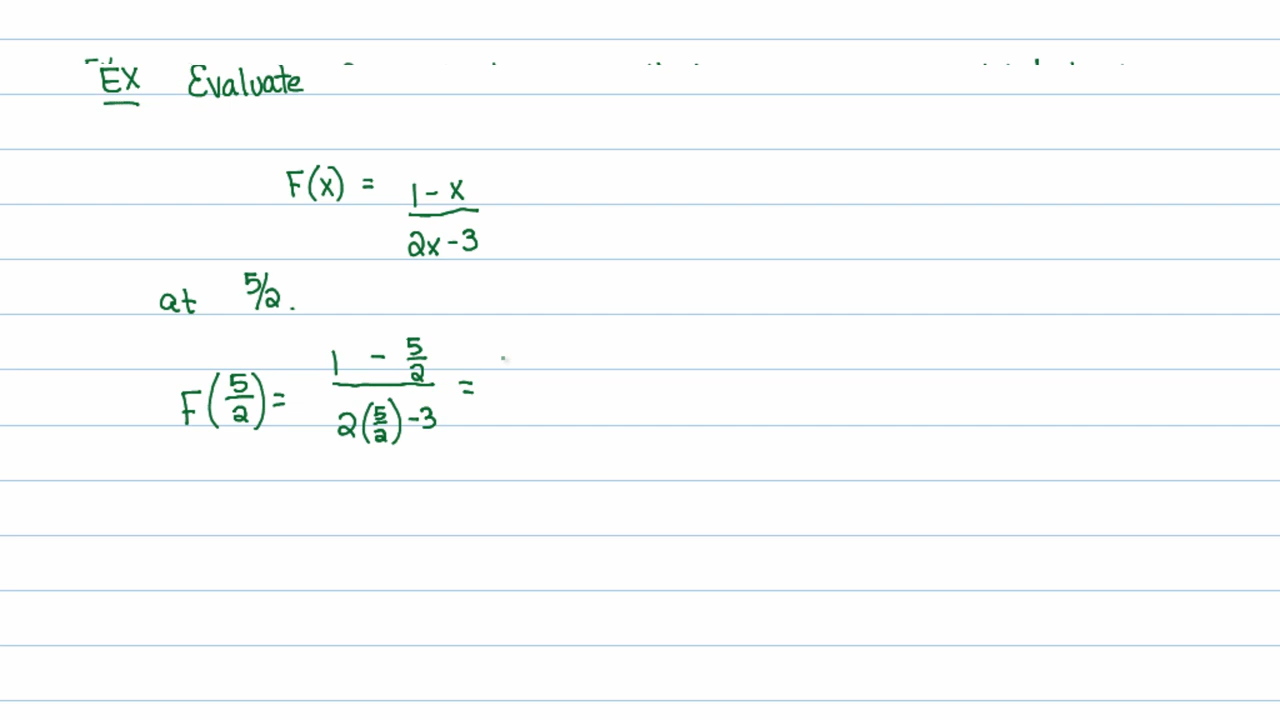 EX Evaluate
F(x) = (1 - x)/(2x - 3)
at 5/2.
F(5/2) = (1 - 5/2)/(2(5/2) - 3) =